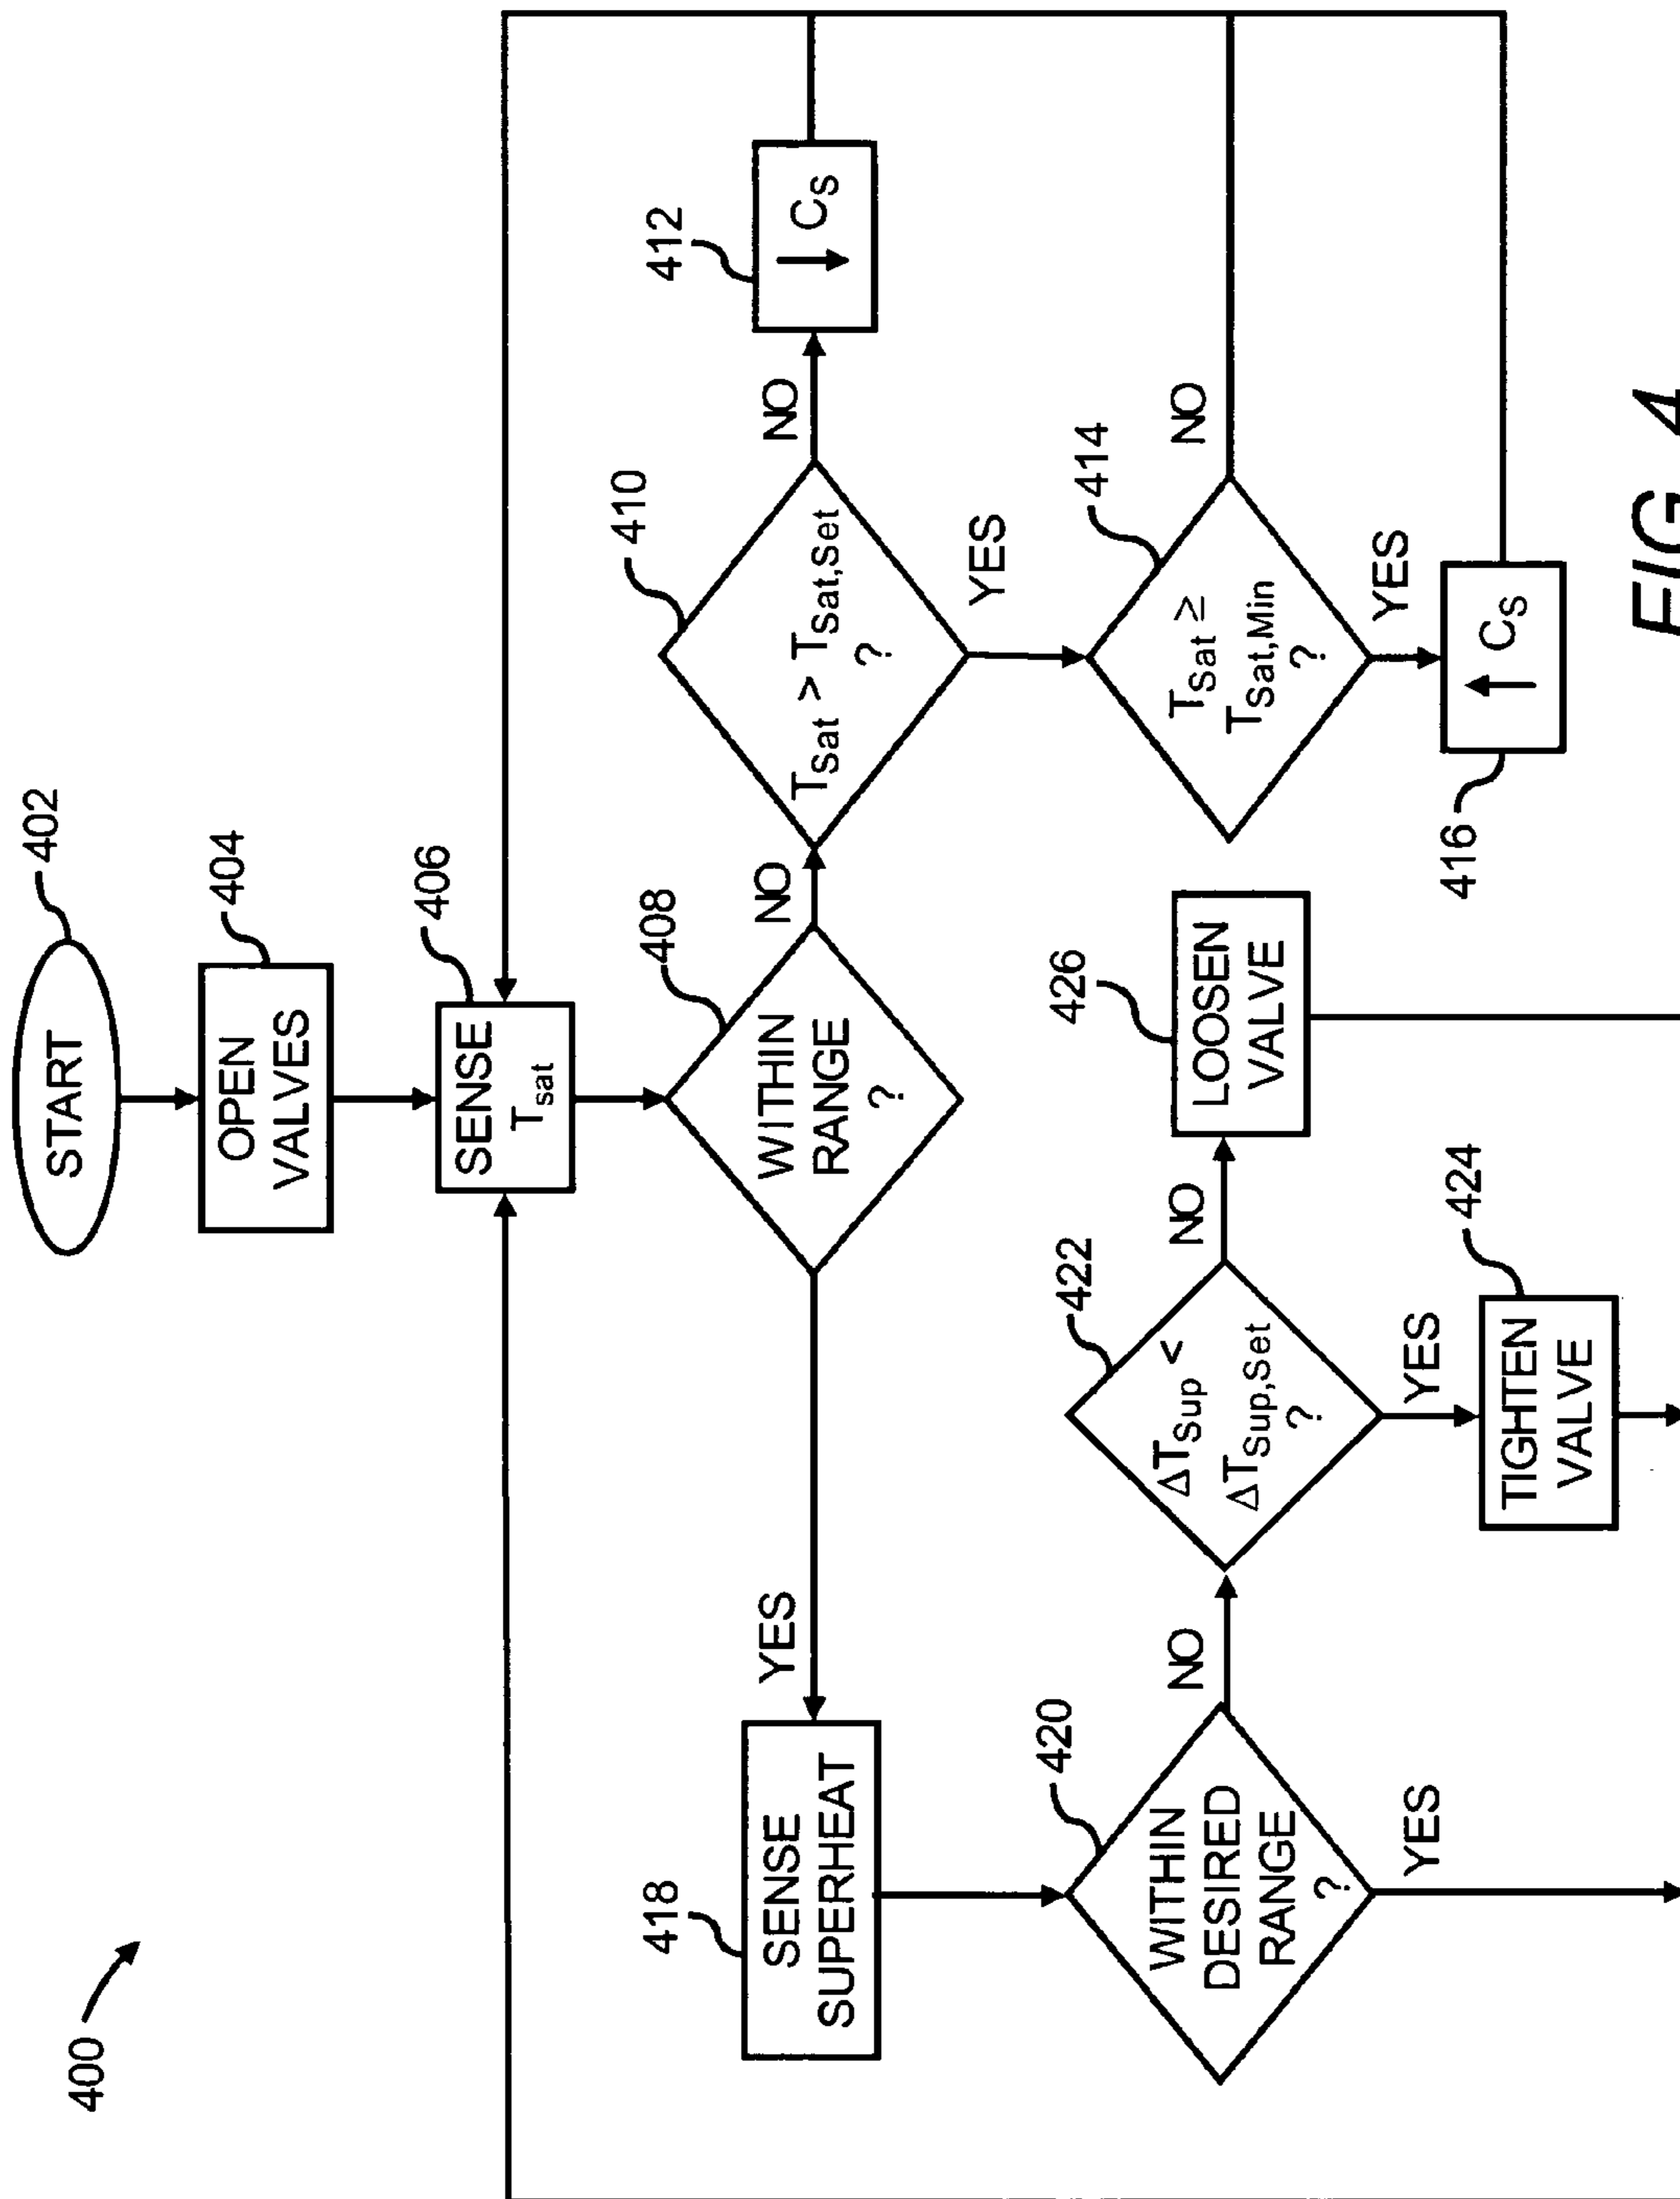 400
START
402
OPEN
VALVES
404
SENSE
Tsat
406
WITHIN
RANGE
?
408
NO
YES
TSat > TSat,Set
?
410
NO
YES
↓ CS
412
TSat ≥
TSat,Min
?
414
NO
YES
↑ CS
416
SENSE
SUPERHEAT
418
WITHIN
DESIRED
RANGE
?
420
NO
YES
ΔTSup <
ΔTSup,Set
?
422
NO
YES
TIGHTEN
VALVE
424
LOOSEN
VALVE
426
FIG. 4